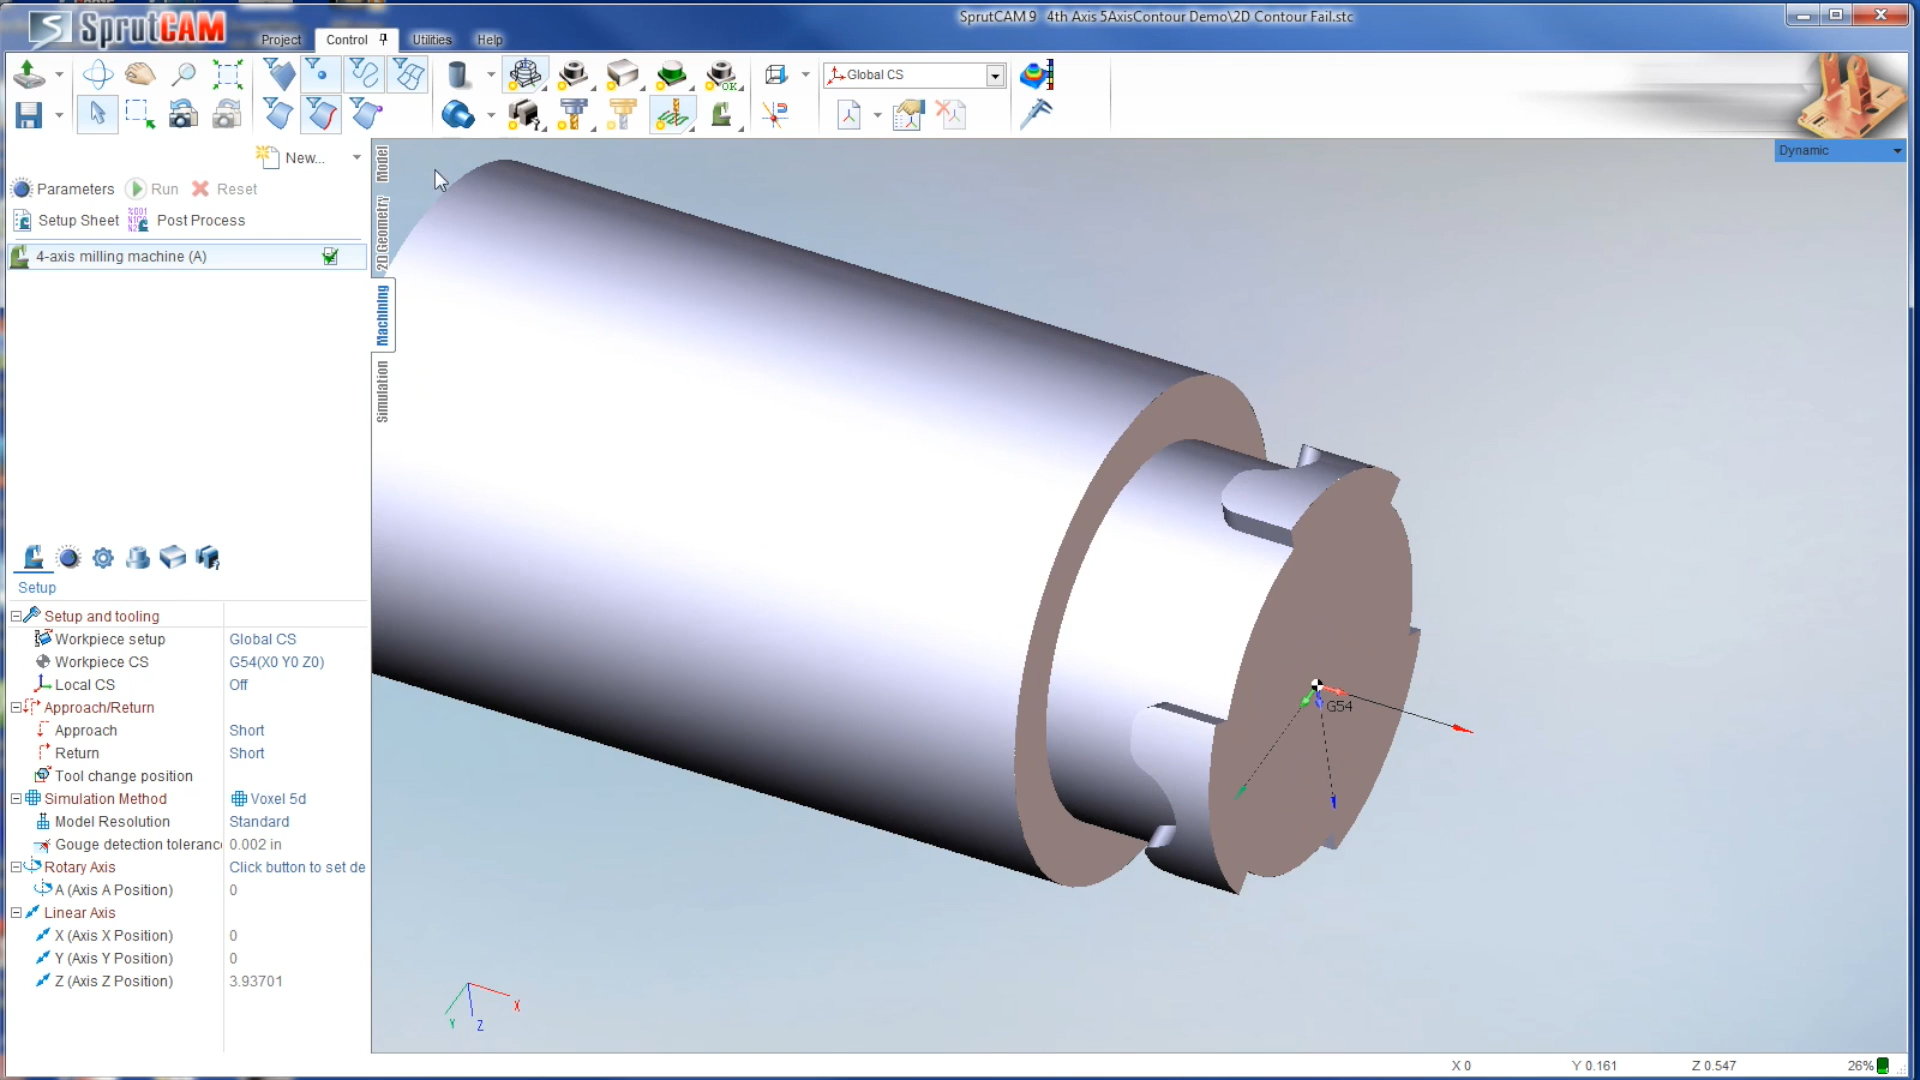 SprutCAM 9   4th Axis 5AxisContour Demo\2D Contour Fail.stc
SprutCAM
Project
Control
Utilities
Help
Global CS
OK
Dynamic
New...
Parameters
Run
Reset
Setup Sheet
Post Process
4-axis milling machine (A)
Model
2D Geometry
Machining
Simulation
Setup
Setup and tooling
Workpiece setup Global CS
Workpiece CS G54(X0 Y0 Z0)
Local CS Off
Approach/Return
Approach Short
Return Short
Tool change position
Simulation Method Voxel 5d
Model Resolution Standard
Gouge detection toleranc 0.002 in
Rotary Axis Click button to set de
A (Axis A Position) 0
Linear Axis
X (Axis X Position) 0
Y (Axis Y Position) 0
Z (Axis Z Position) 3.93701
G54
X
Y
Z
X 0
Y 0.161
Z 0.547
26%